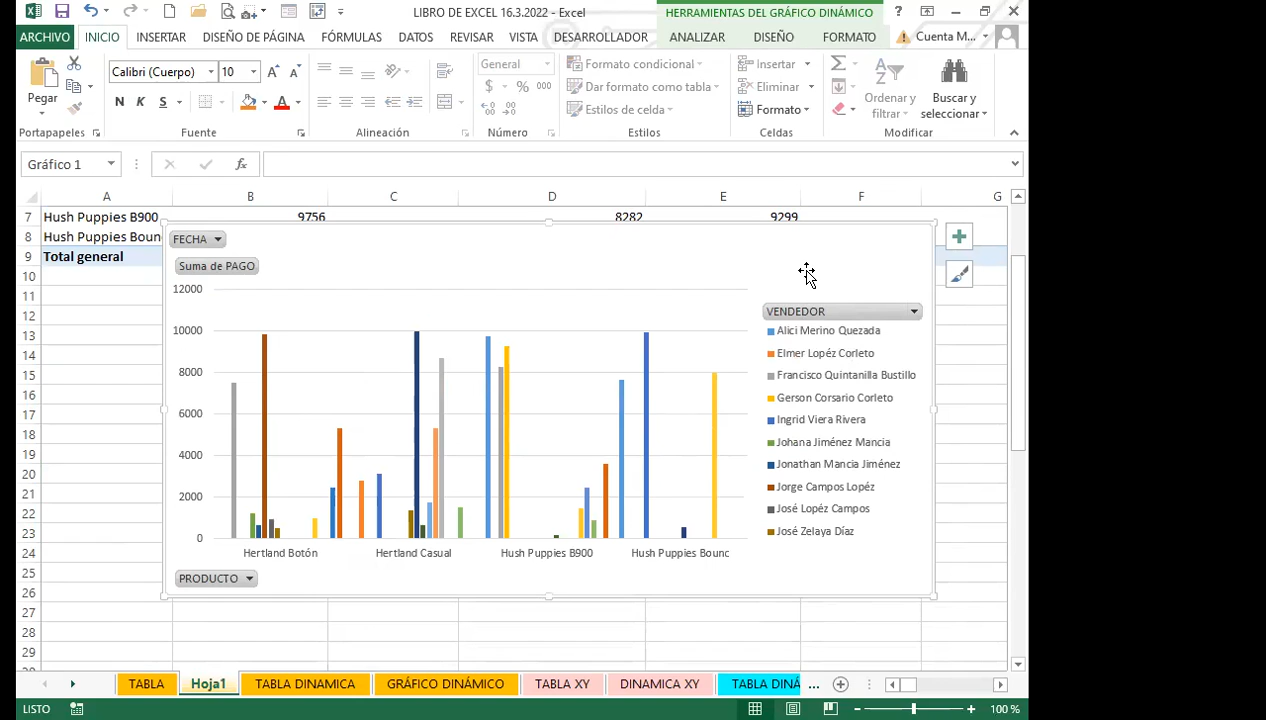 LIBRO DE EXCEL 16.3.2022 - Excel
HERRAMIENTAS DEL GRÁFICO DINÁMICO
ARCHIVO INICIO INSERTAR DISEÑO DE PÁGINA FÓRMULAS DATOS REVISAR VISTA DESARROLLADOR ANALIZAR DISEÑO FORMATO Cuenta M...
Pegar
Calibri (Cuerpo) 10
N K S
General
$ % 000
Formato condicional
Dar formato como tabla
Estilos de celda
Insertar
Eliminar
Formato
Ordenar y filtrar
Buscar y seleccionar
Portapapeles Fuente Alineación Número Estilos Celdas Modificar
Gráfico 1 fx
A B C D E F G
7 Hush Puppies B900 9756 8282 9299
8 Hush Puppies Boun
9 Total general
10
11
12
13
14
15
16
17
18
19
20
21
22
23
24
25
26
27
28
29
FECHA
Suma de PAGO
12000
10000
8000
6000
4000
2000
0
Hertland Botón Hertland Casual Hush Puppies B900 Hush Puppies Bounc
PRODUCTO
VENDEDOR
Alici Merino Quezada
Elmer Lopéz Corleto
Francisco Quintanilla Bustillo
Gerson Corsario Corleto
Ingrid Viera Rivera
Johana Jiménez Mancia
Jonathan Mancia Jiménez
Jorge Campos Lopéz
José Lopéz Campos
José Zelaya Díaz
TABLA Hoja1 TABLA DINAMICA GRÁFICO DINÁMICO TABLA XY DINAMICA XY TABLA DINÁ ...
LISTO 100 %